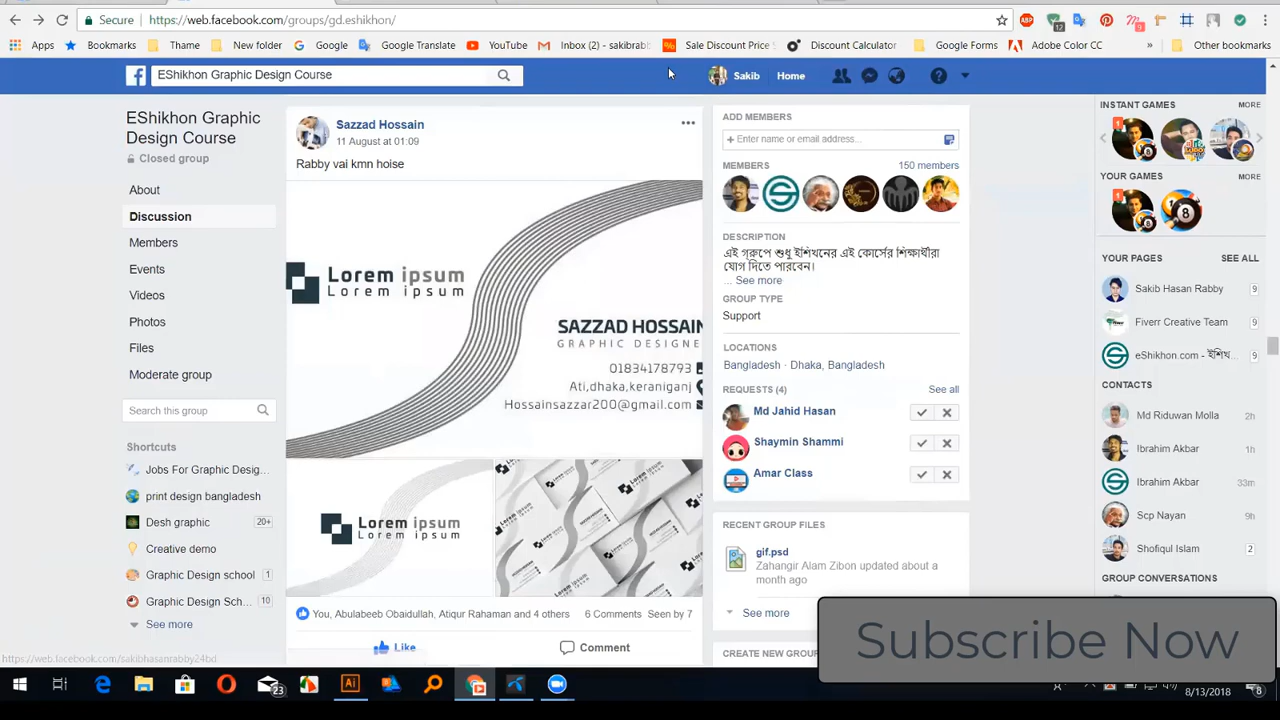 Secure
https://web.facebook.com/groups/gd.eshikhon/
ABP
12
9
Apps
Bookmarks
Thame
New folder
Google
Google Translate
YouTube
Inbox (2) - sakibrab
Sale Discount Price
Discount Calculator
Google Forms
Adobe Color CC
»
Other bookmarks
EShikhon Graphic Design Course
Sakib
Home
EShikhon Graphic
Design Course
Closed group
About
Discussion
Members
Events
Videos
Photos
Files
Moderate group
Search this group
Shortcuts
Jobs For Graphic Desig...
print design bangladesh
Desh graphic 20+
Creative demo
Graphic Design school 1
Graphic Design Sch... 10
See more
https://web.facebook.com/sakibhasanrabby24bd
Sazzad Hossain
11 August at 01:09
Rabby vai kmn hoise
Lorem ipsum
Lorem ipsum
SAZZAD HOSSAIN
GRAPHIC DESIGNE
01834178793
Ati,dhaka,keraniganj
Hossainsazzar200@gmail.com
Lorem ipsum
You, Abulabeeb Obaidullah, Atiqur Rahaman and 4 others 6 Comments Seen by 7
Like
Comment
ADD MEMBERS
+ Enter name or email address...
MEMBERS 150 members
DESCRIPTION
এই গ্রুপে শুধু ইশিখনের এই কোর্সের শিক্ষার্থীরা
যোগ দিতে পারবেন।
... See more
GROUP TYPE
Support
LOCATIONS
Bangladesh · Dhaka, Bangladesh
REQUESTS (4) See all
Md Jahid Hasan
Shaymin Shammi
Amar Class
RECENT GROUP FILES
gif.psd
Zahangir Alam Zibon updated about a
month ago
See more
CREATE NEW GROU
INSTANT GAMES MORE
1
YOUR GAMES MORE
1
8
YOUR PAGES SEE ALL
Sakib Hasan Rabby 9
Fiverr Creative Team 9
eShikhon.com - ইশিখ... 9
CONTACTS
Md Riduwan Molla 2h
Ibrahim Akbar 1h
Ibrahim Akbar 33m
Scp Nayan 9h
Shofiqul Islam 2
GROUP CONVERSATIONS
Subscribe Now
23
Ai
8/13/2018
8